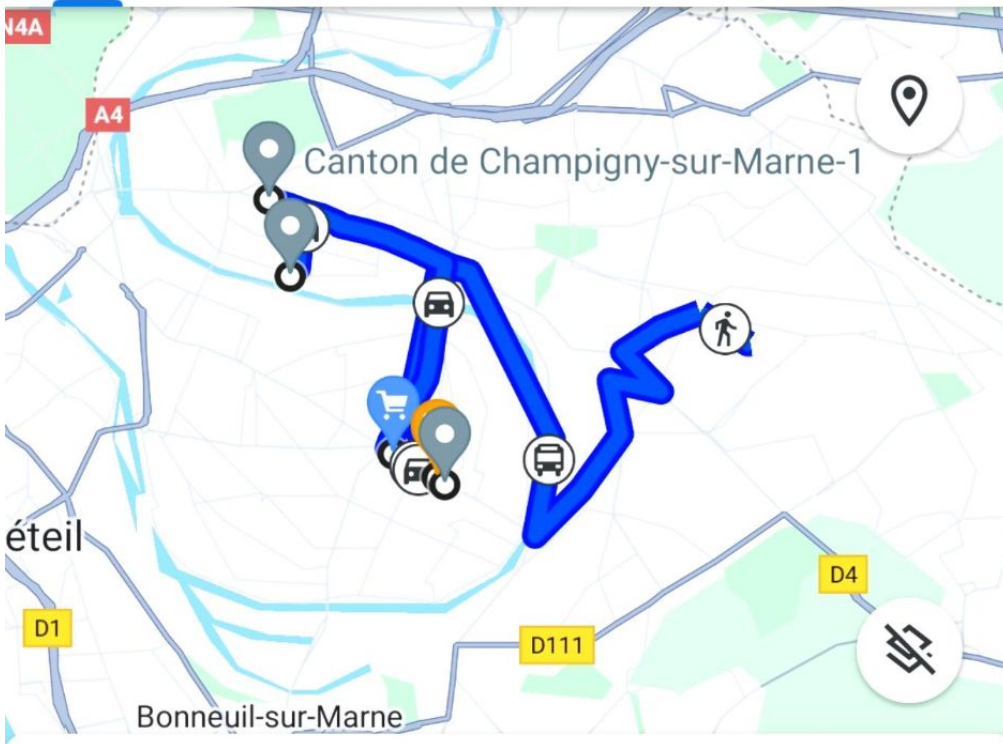 N4A
A4
Canton de Champigny-sur-Marne-1
éteil
D4
D1
D111
Bonneuil-sur-Marne